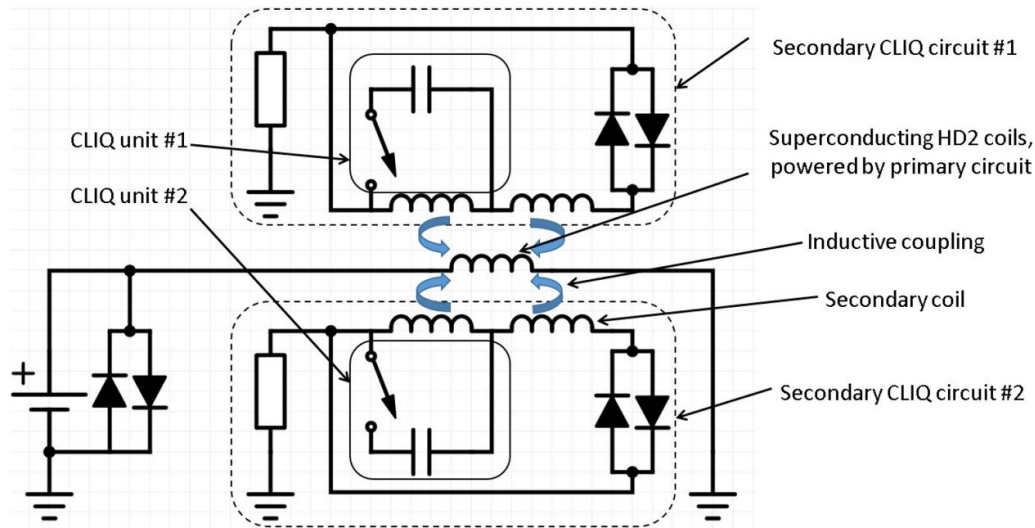 Secondary CLIQ circuit #1
CLIQ unit #1
Superconducting HD2 coils,
powered by primary circuit
CLIQ unit #2
Inductive coupling
Secondary coil
+
Secondary CLIQ circuit #2